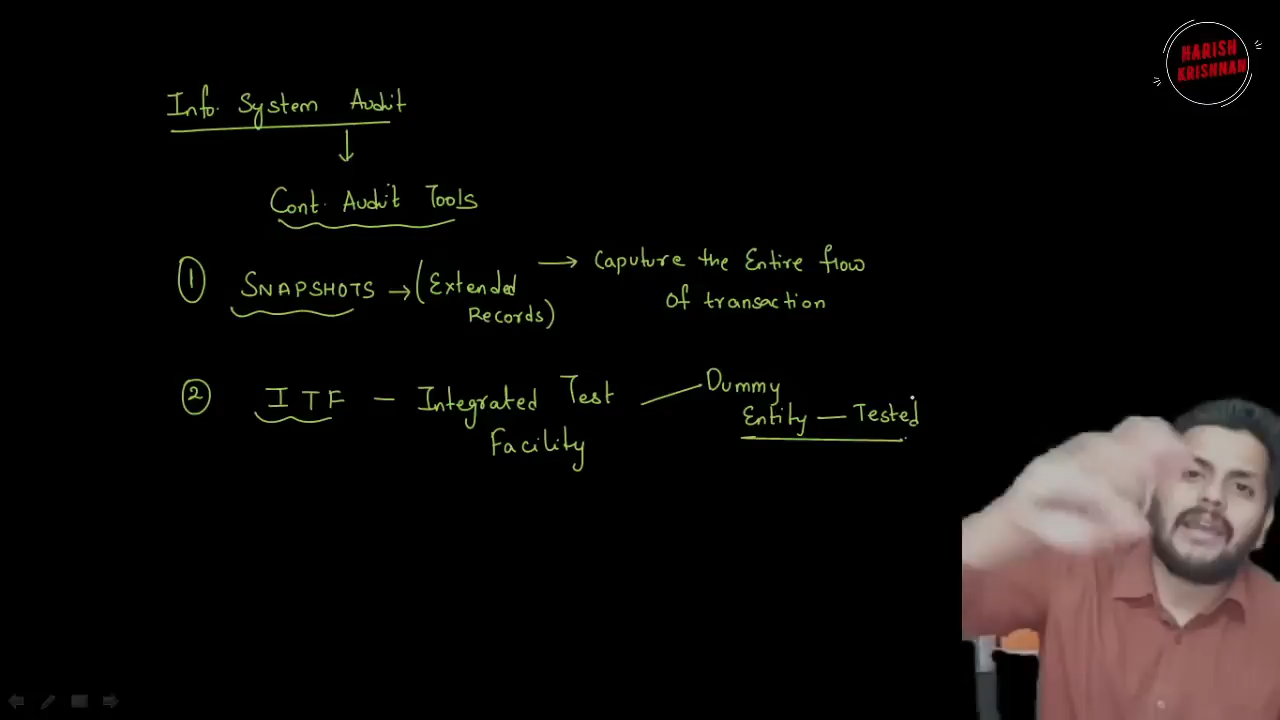 HARISH
KRISHNAN
Info. System Audit
Cont. Audit Tools
1 SNAPSHOTS → (Extended Records) → Caputure the Entire flow
of transaction
2 ITF — Integrated Test Facility
Dummy
Entity — Tested